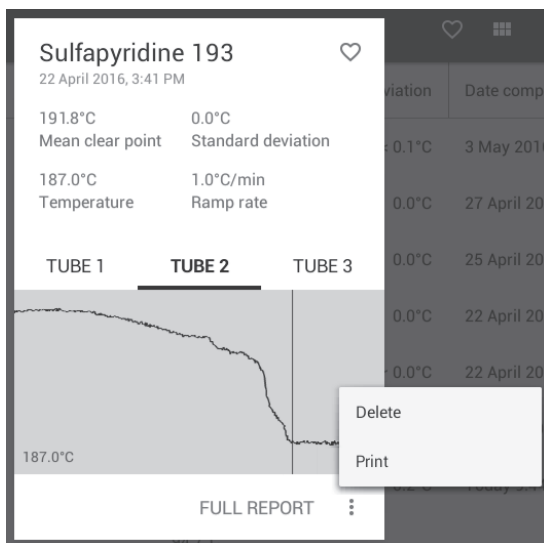 Sulfapyridine 193
22 April 2016, 3:41 PM
191.8°C 0.0°C
Mean clear point Standard deviation
187.0°C 1.0°C/min
Temperature Ramp rate
TUBE 1 TUBE 2 TUBE 3
187.0°C
FULL REPORT
Delete
Print
viation Date comp
0.1°C 3 May 201
0.0°C 27 April 20
0.0°C 25 April 20
0.0°C 22 April 20
0.0°C 22 April 20